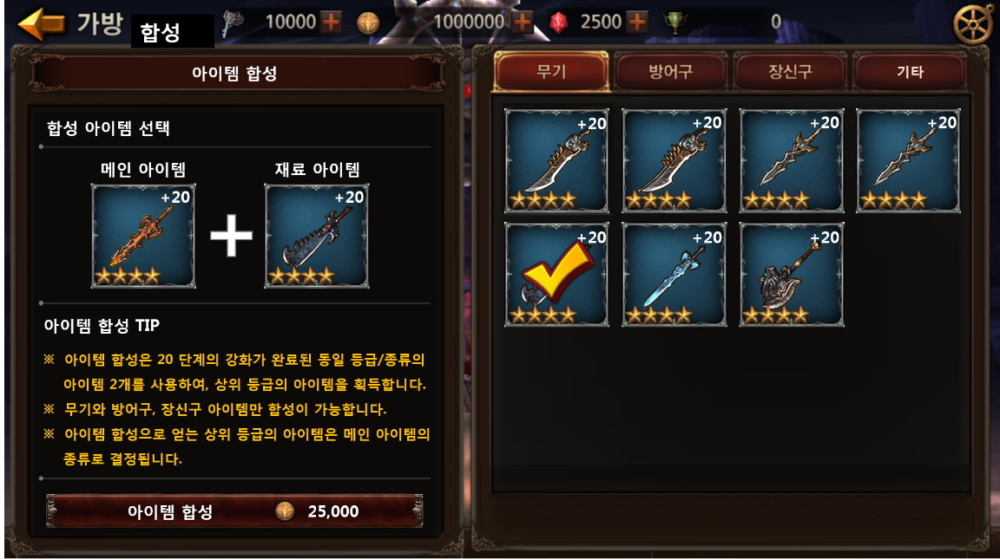 가방 합성 10000 1000000 2500 0
아이템 합성
무기 방어구 장신구 기타
합성 아이템 선택
메인 아이템 재료 아이템
+20 +20
아이템 합성 TIP
※ 아이템 합성은 20 단계의 강화가 완료된 동일 등급/종류의
아이템 2개를 사용하여, 상위 등급의 아이템을 획득합니다.
※ 무기와 방어구, 장신구 아이템만 합성이 가능합니다.
※ 아이템 합성으로 얻는 상위 등급의 아이템은 메인 아이템의
종류로 결정됩니다.
아이템 합성 25,000
+20 +20 +20 +20
+20 +20 +20